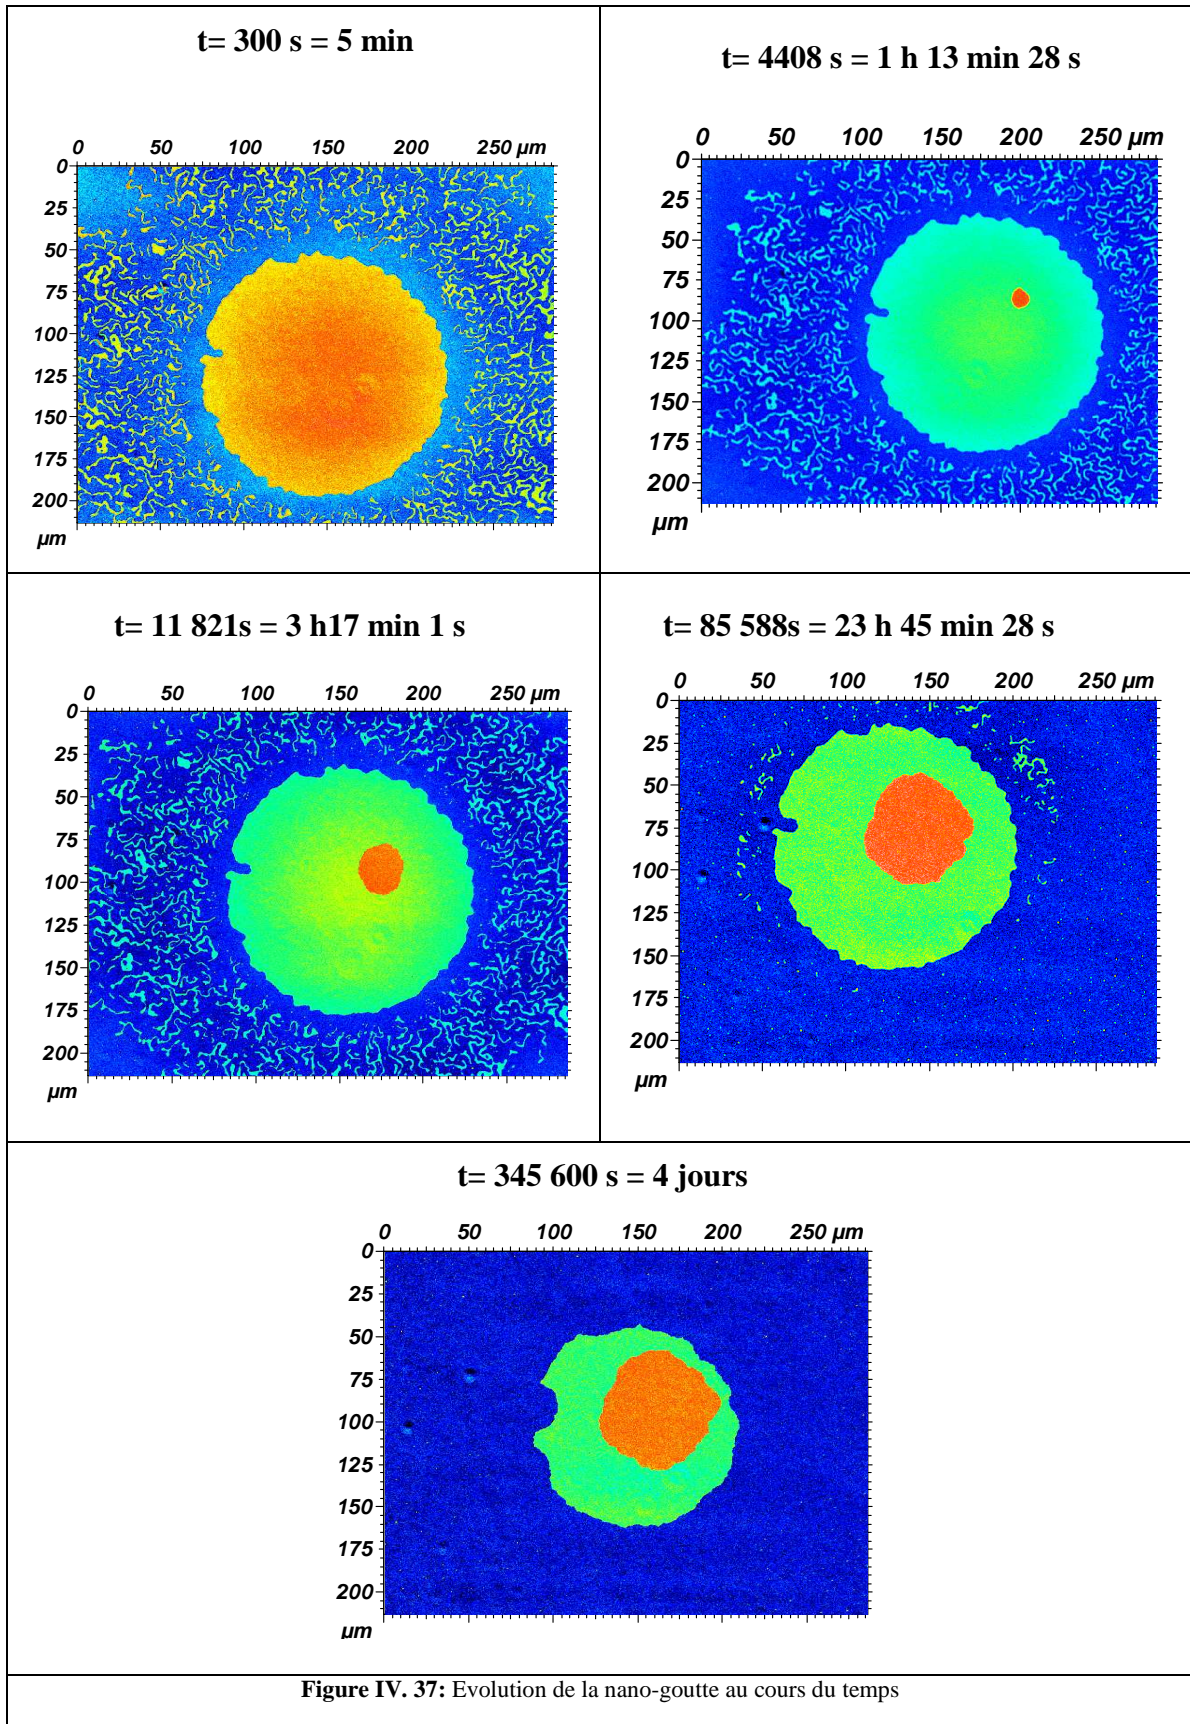 t= 300 s = 5 min
0 50 100 150 200 250 µm
0
25
50
75
100
125
150
175
200
µm
t= 4408 s = 1 h 13 min 28 s
0 50 100 150 200 250 µm
0
25
50
75
100
125
150
175
200
µm
t= 11 821s = 3 h17 min 1 s
0 50 100 150 200 250 µm
0
25
50
75
100
125
150
175
200
µm
t= 85 588s = 23 h 45 min 28 s
0 50 100 150 200 250 µm
0
25
50
75
100
125
150
175
200
µm
t= 345 600 s = 4 jours
0 50 100 150 200 250 µm
0
25
50
75
100
125
150
175
200
µm
Figure IV. 37: Evolution de la nano-goutte au cours du temps